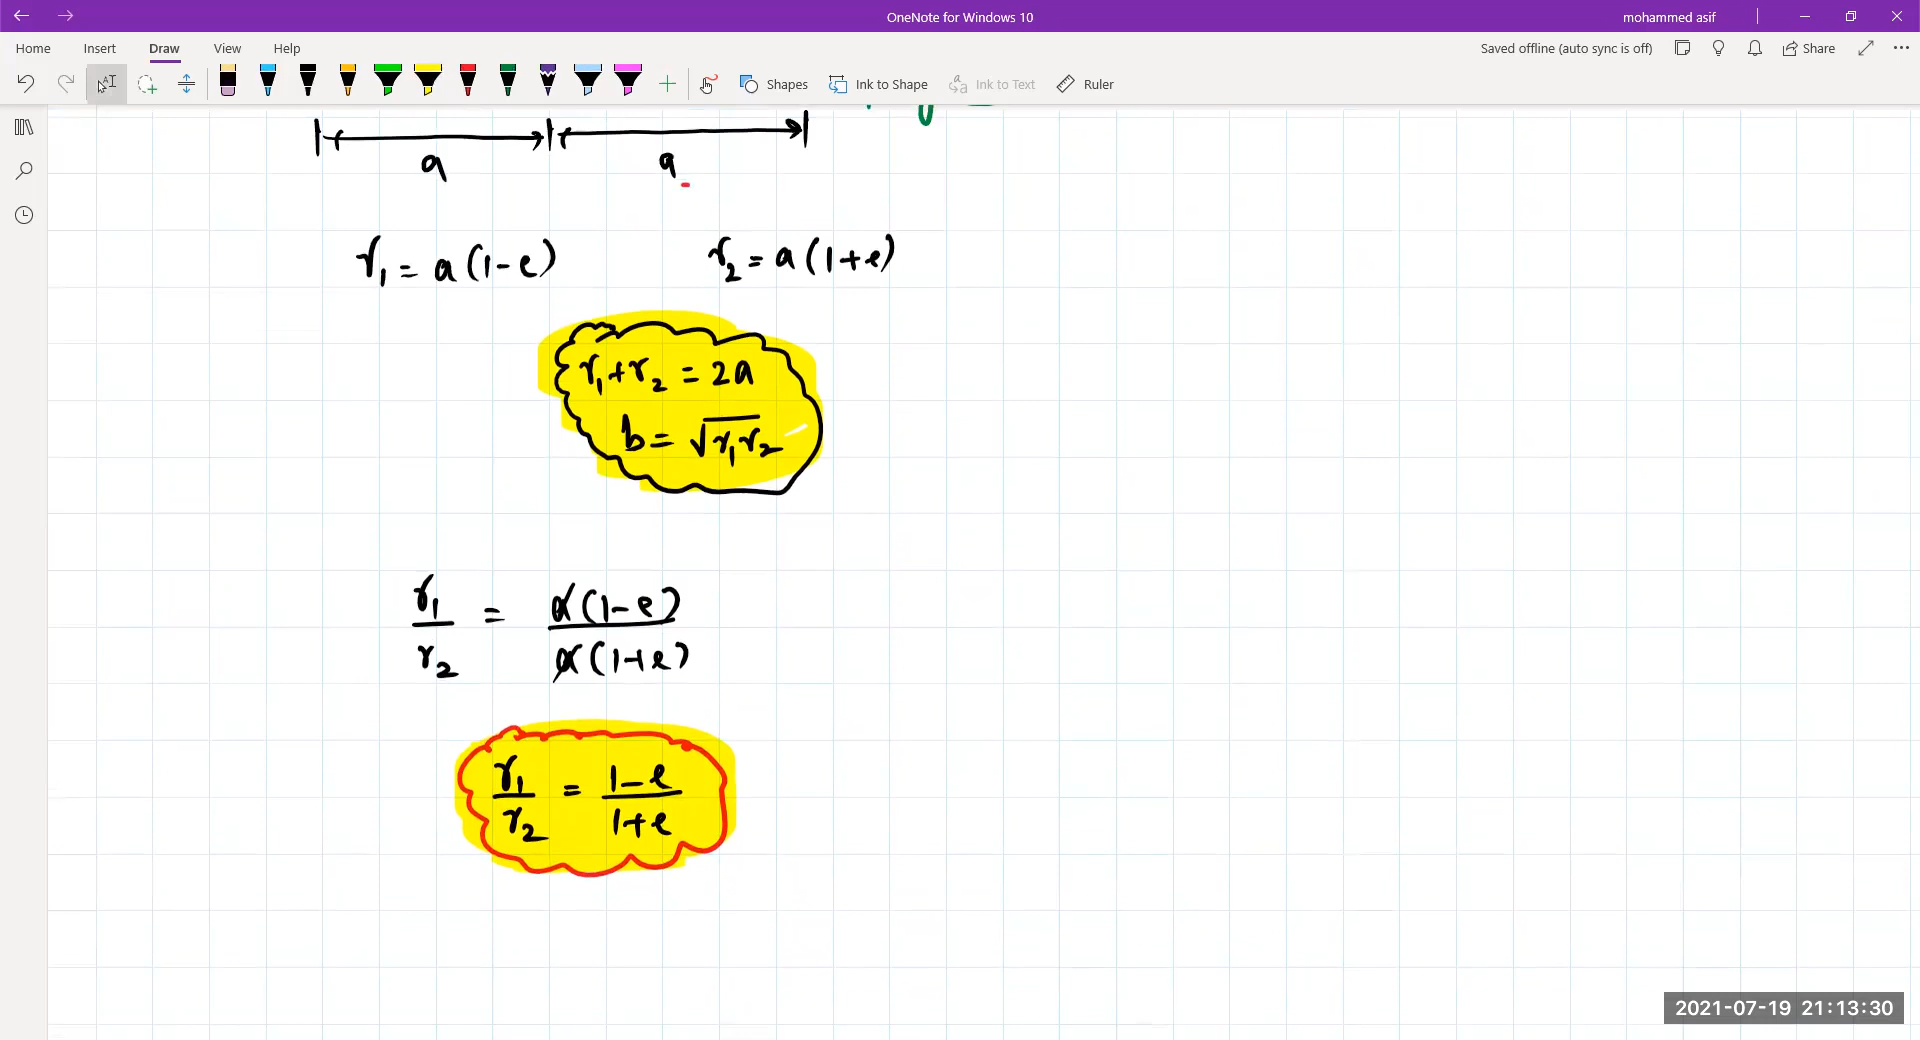 OneNote for Windows 10
mohammed asif
Home Insert Draw View Help
Saved offline (auto sync is off) Share
Shapes Ink to Shape Ink to Text Ruler
a a
r₁ = a(1-e) r₂ = a(1+e)
r₁+r₂ = 2a
b = √r₁r₂
r₁/r₂ = a(1-e)/a(1+e)
r₁/r₂ = 1-e/1+e
2021-07-19 21:13:30